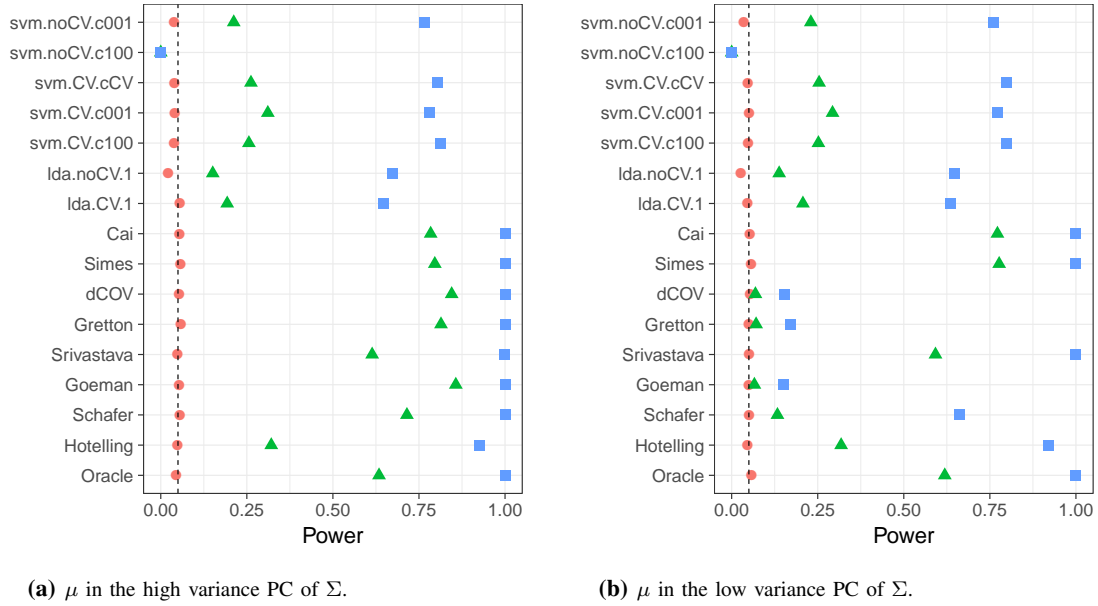 svm.noCV.c001
svm.noCV.c100
svm.CV.cCV
svm.CV.c001
svm.CV.c100
lda.noCV.1
lda.CV.1
Cai
Simes
dCOV
Gretton
Srivastava
Goeman
Schafer
Hotelling
Oracle
0.00 0.25 0.50 0.75 1.00
Power
(a) μ in the high variance PC of Σ.
svm.noCV.c001
svm.noCV.c100
svm.CV.cCV
svm.CV.c001
svm.CV.c100
lda.noCV.1
lda.CV.1
Cai
Simes
dCOV
Gretton
Srivastava
Goeman
Schafer
Hotelling
Oracle
0.00 0.25 0.50 0.75 1.00
Power
(b) μ in the low variance PC of Σ.